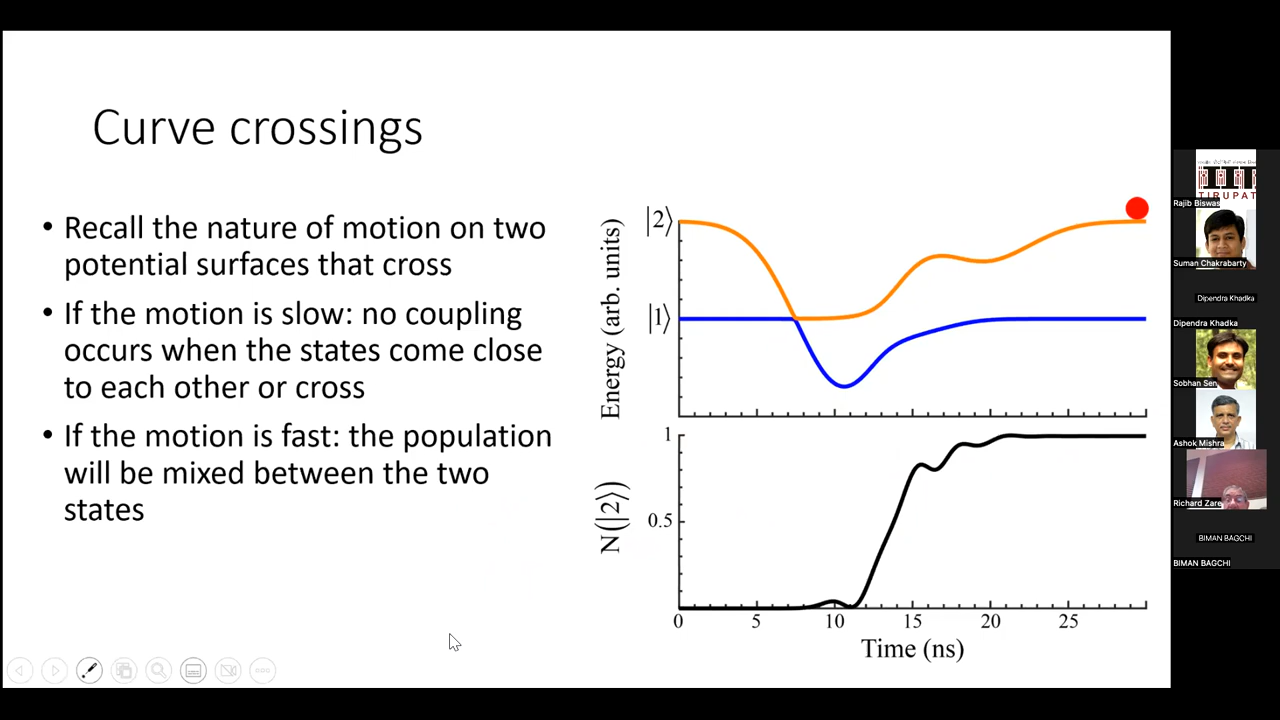 Curve crossings
• Recall the nature of motion on two
potential surfaces that cross
• If the motion is slow: no coupling
occurs when the states come close
to each other or cross
• If the motion is fast: the population
will be mixed between the two
states
Energy (arb. units)
|2⟩
|1⟩
N(|2⟩)
1
0.5
0 5 10 15 20 25
Time (ns)
TIRUPAT
Rajib Biswas
Suman Chakrabarty
Dipendra Khadka
Dipendra Khadka
Sobhan Sen
Ashok Mishra
Richard Zare
BIMAN BAGCHI
BIMAN BAGCHI